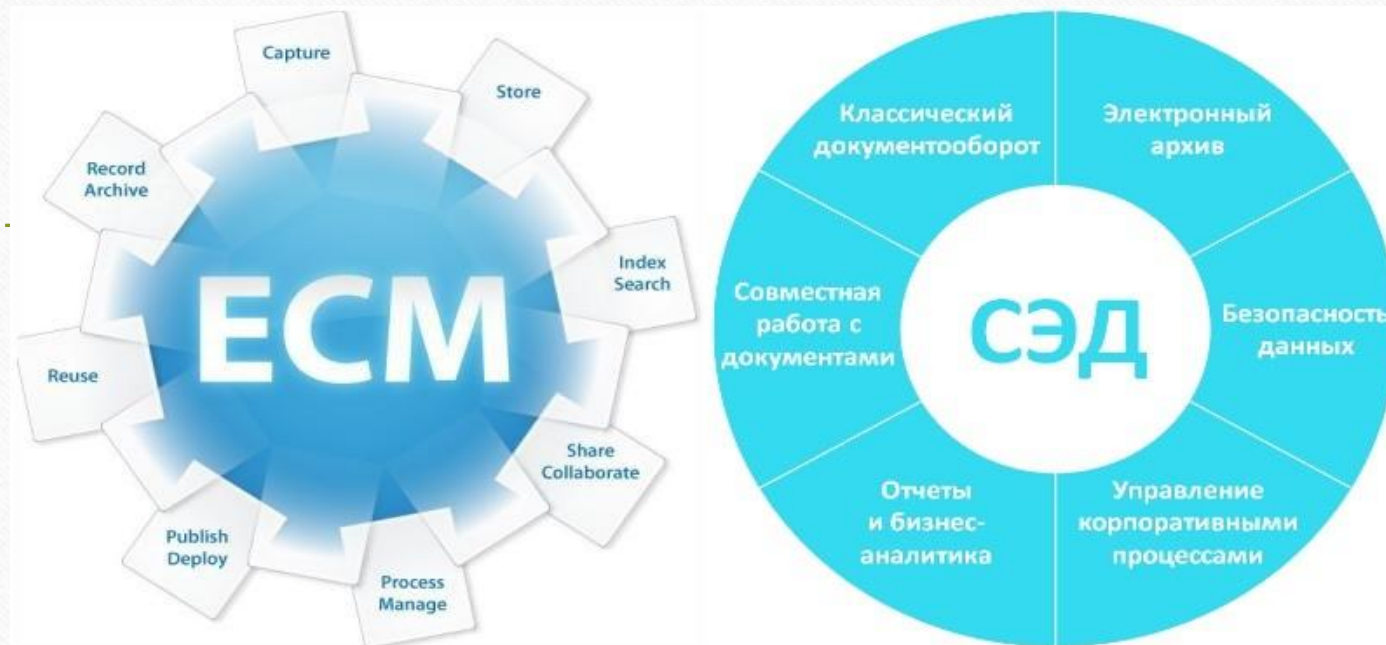 Capture
Store
Index
Search
Share
Collaborate
Process
Manage
Publish
Deploy
Reuse
Record
Archive
ECM
Классический
документооборот
Электронный
архив
Безопасность
данных
Управление
корпоративными
процессами
Отчеты
и бизнес-
аналитика
Совместная
работа с
документами
СЭД